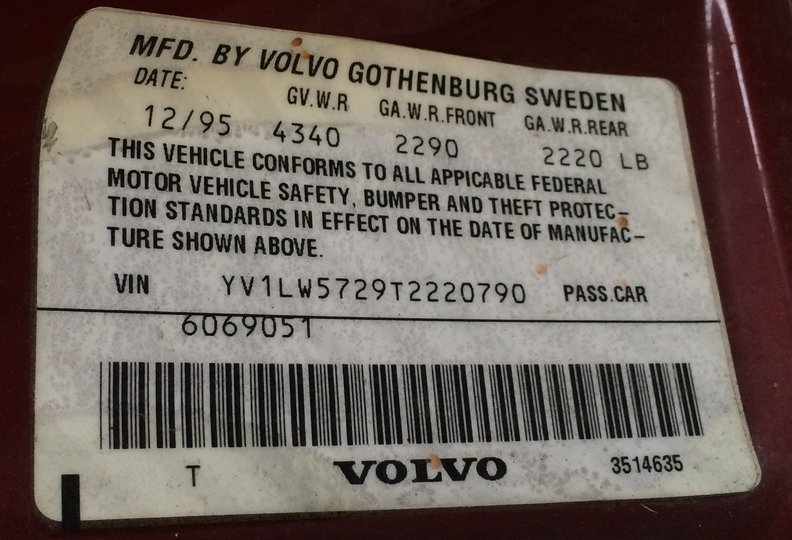 MFD. BY VOLVO GOTHENBURG SWEDEN
DATE: GV.W.R GA.W.R.FRONT GA.W.R.REAR
12/95 4340 2290 2220 LB
THIS VEHICLE CONFORMS TO ALL APPICABLE FEDERAL
MOTOR VEHICLE SAFETY, BUMPER AND THEFT PROTEC-
TION STANDARDS IN EFFECT ON THE DATE OF MANUFAC-
TURE SHOWN ABOVE.
VIN YV1LW5729T2220790 PASS.CAR
6069051
T VOLVO 3514635